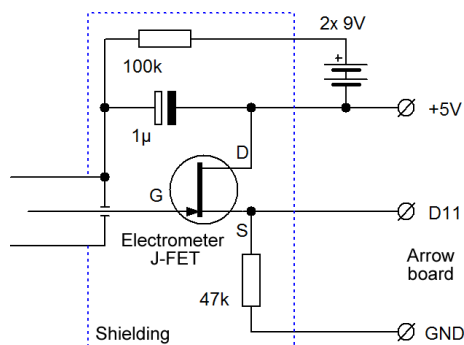 2x 9V
+
100k
+5V
1µ
D
G
D11
S
Electrometer
J-FET
Arrow
board
47k
Shielding
GND